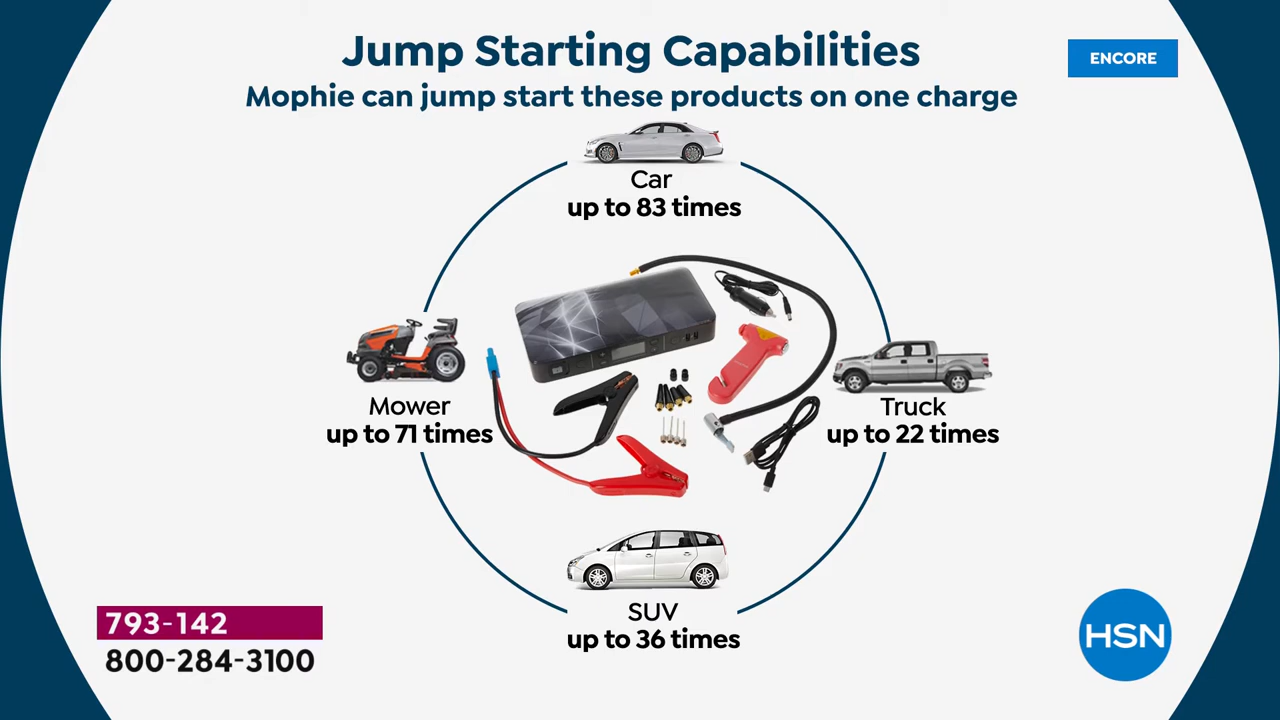 Jump Starting Capabilities
ENCORE
Mophie can jump start these products on one charge
Car
up to 83 times
Mower
up to 71 times
Truck
up to 22 times
SUV
up to 36 times
793-142
800-284-3100
HSN